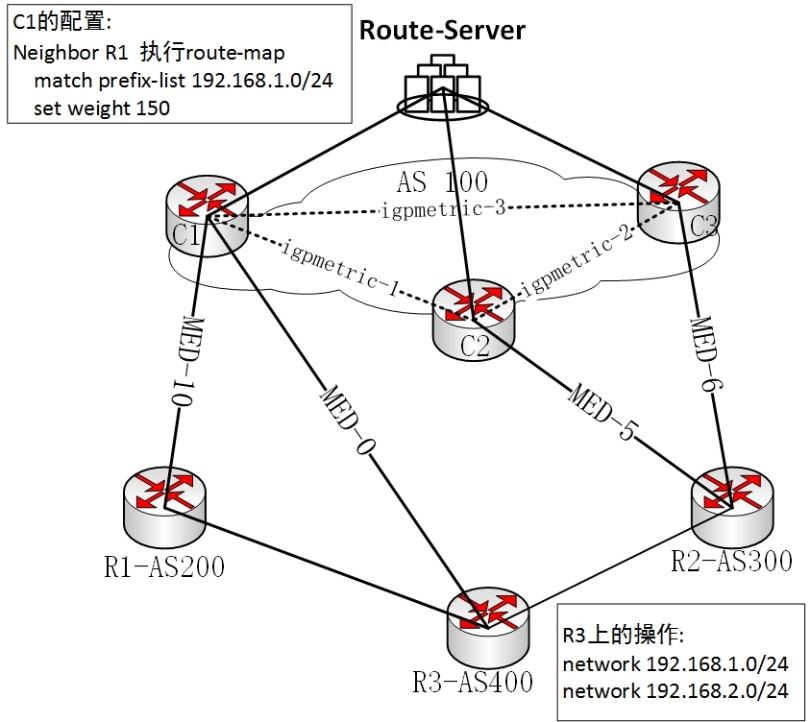 C1的配置:
Neighbor R1 执行route-map
match prefix-list 192.168.1.0/24
set weight 150
Route-Server
AS 100
igpmetric-3
C1
C3
igpmetric-1
igpmetric-2
C2
MED-10
MED-0
MED-5
MED-6
R1-AS200
R2-AS300
R3-AS400
R3上的操作:
network 192.168.1.0/24
network 192.168.2.0/24